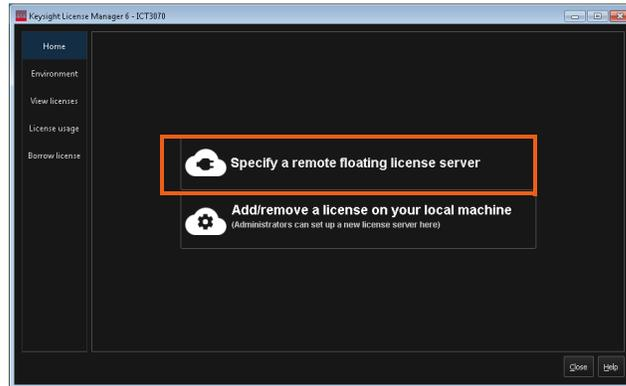 Keysight License Manager 6 - ICT3070
Home
Environment
View licenses
License usage
Borrow license
Specify a remote floating license server
Add/remove a license on your local machine
(Administrators can set up a new license server here)
Close
Help